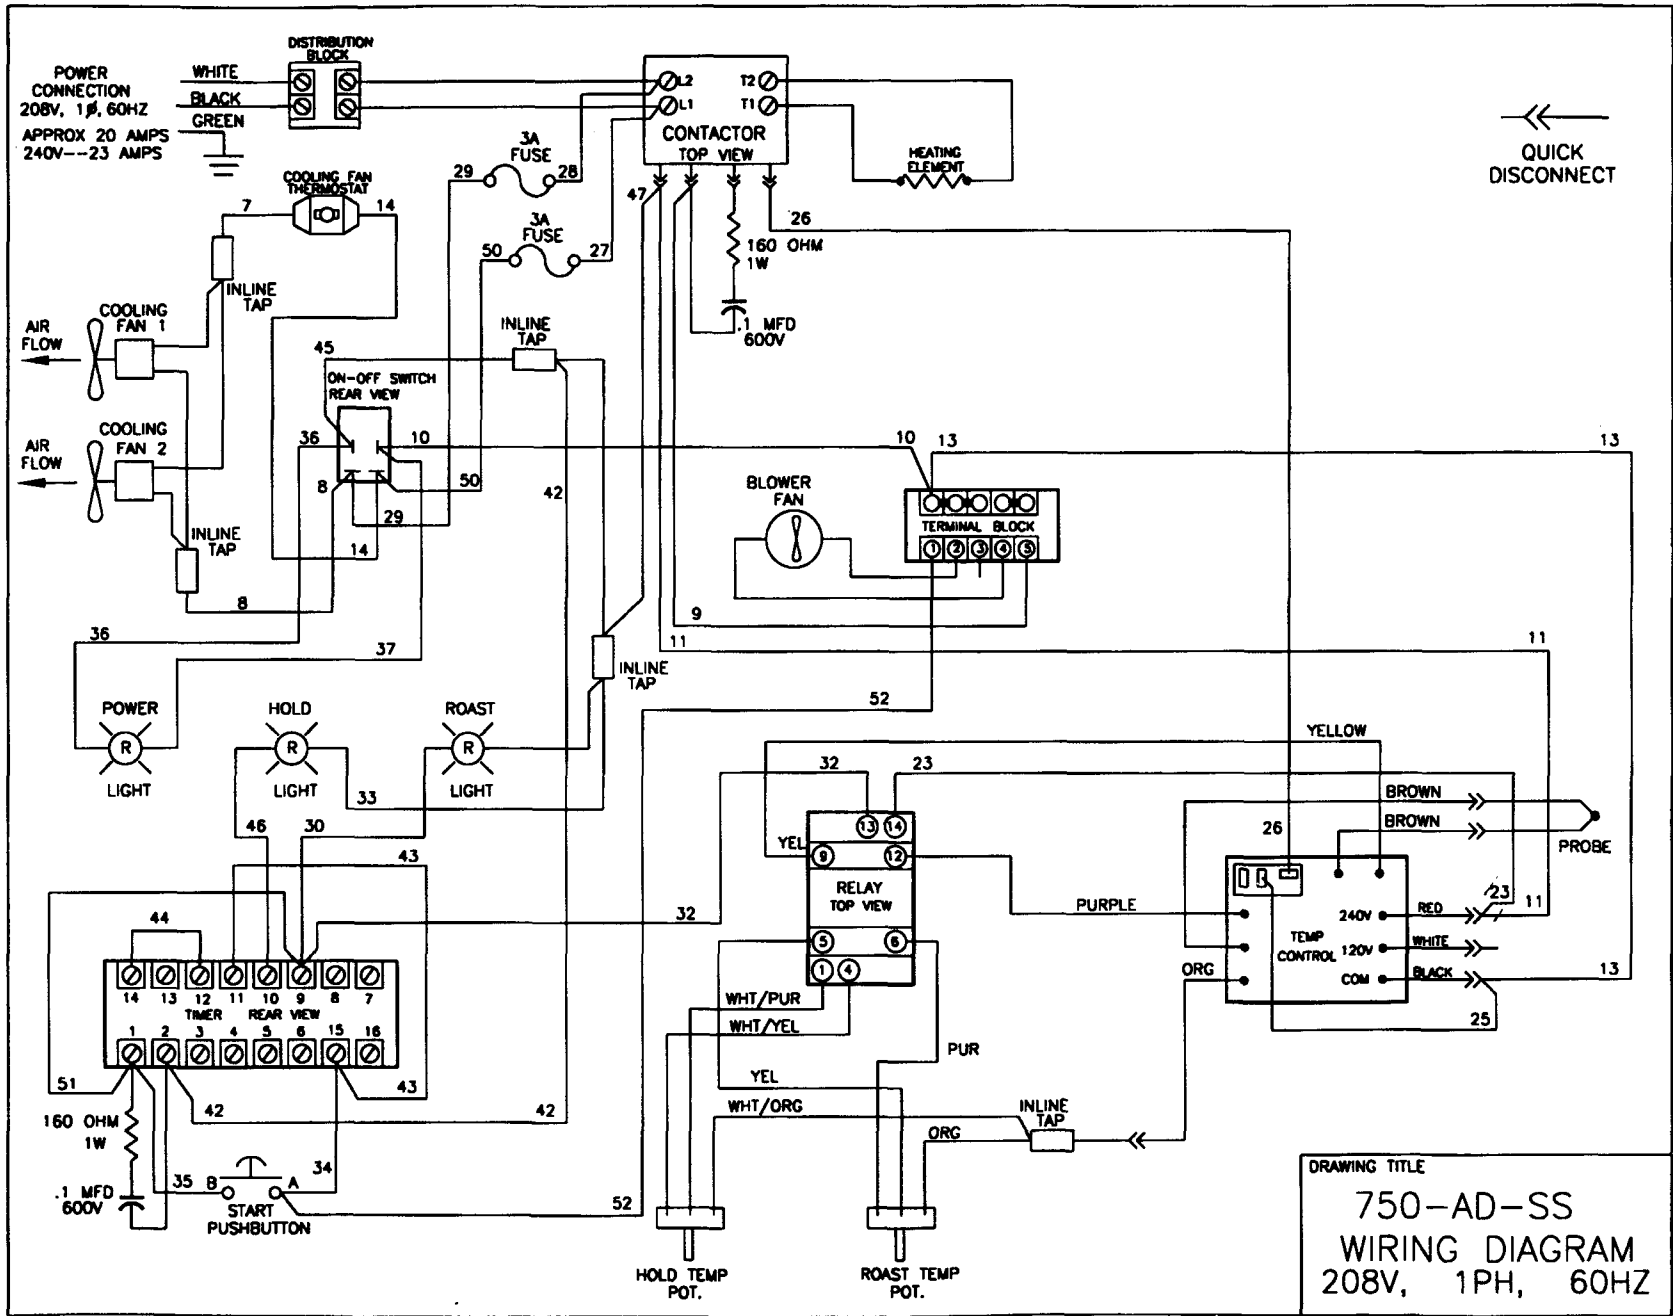 DISTRIBUTION
BLOCK
POWER
CONNECTION
208V, 1Ø, 60HZ
APPROX 20 AMPS
240V--23 AMPS
WHITE
BLACK
GREEN
L2
L1
T2
T1
CONTACTOR
TOP VIEW
HEATING
ELEMENT
QUICK
DISCONNECT
3A
FUSE
29
28
3A
FUSE
50
27
47
26
160 OHM
1W
.1 MFD
600V
COOLING FAN
THERMOSTAT
7
14
INLINE
TAP
COOLING
FAN 1
AIR
FLOW
COOLING
FAN 2
AIR
FLOW
INLINE
TAP
8
INLINE
TAP
45
ON-OFF SWITCH
REAR VIEW
36
10
8
50
29
14
42
10
13
13
BLOWER
FAN
TERMINAL BLOCK
1 2 3 4 5
9
11
11
36
37
INLINE
TAP
52
POWER
R
LIGHT
HOLD
R
LIGHT
ROAST
R
LIGHT
33
46
30
43
32
23
YELLOW
BROWN
BROWN
PROBE
26
13 14
YEL
9
12
RELAY
TOP VIEW
5
6
1 4
PURPLE
32
44
51
14 13 12 11 10 9 8 7
TIMER REAR VIEW
1 2 3 4 5 6 15 16
43
42
42
160 OHM
1W
.1 MFD
600V
35
B
A
34
START
PUSHBUTTON
52
240V
RED
23
11
TEMP
CONTROL
120V
WHITE
COM
BLACK
13
25
ORG
WHT/PUR
WHT/YEL
PUR
YEL
WHT/ORG
ORG
INLINE
TAP
HOLD TEMP
POT.
ROAST TEMP
POT.
DRAWING TITLE
750-AD-SS
WIRING DIAGRAM
208V, 1PH, 60HZ